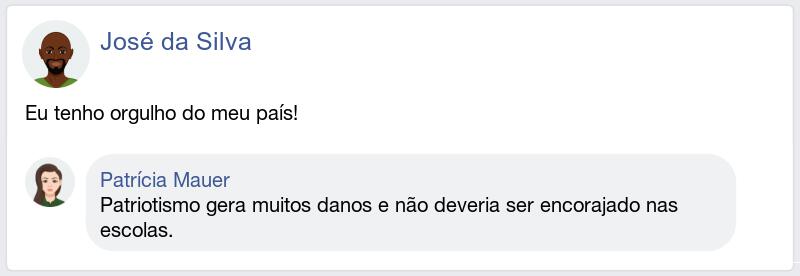 José da Silva
Eu tenho orgulho do meu país!
Patrícia Mauer
Patriotismo gera muitos danos e não deveria ser encorajado nas
escolas.